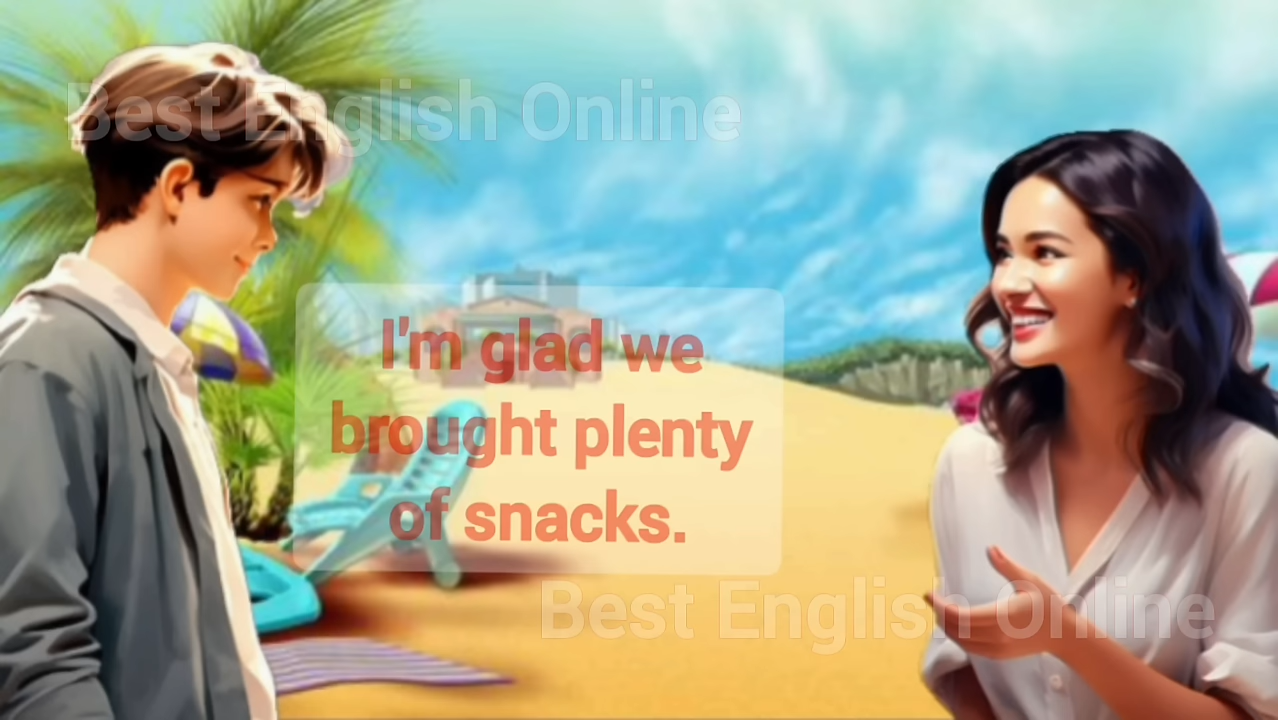 Best English Online
I'm glad we
brought plenty
of snacks.
Best English Online